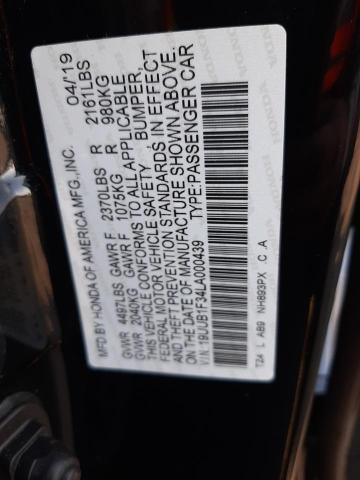 MFD BY HONDA OF AMERICA MFG.,INC. 04/19
GVWR 4497LBS GAWR F 2370LBS R 2161LBS
GVWR 2040KG GAWR F 1075KG R 980KG
THIS VEHICLE CONFORMS TO ALL APPLICABLE
FEDERAL MOTOR VEHICLE SAFETY , BUMPER,
AND THEFT PREVENTION STANDARDS IN EFFECT
ON THE DATE OF MANUFACTURE SHOWN ABOVE.
V.I.N: 19UUB1F34LA000439 TYPE:PASSENGER CAR
T24 L AB9 NH893PX C A